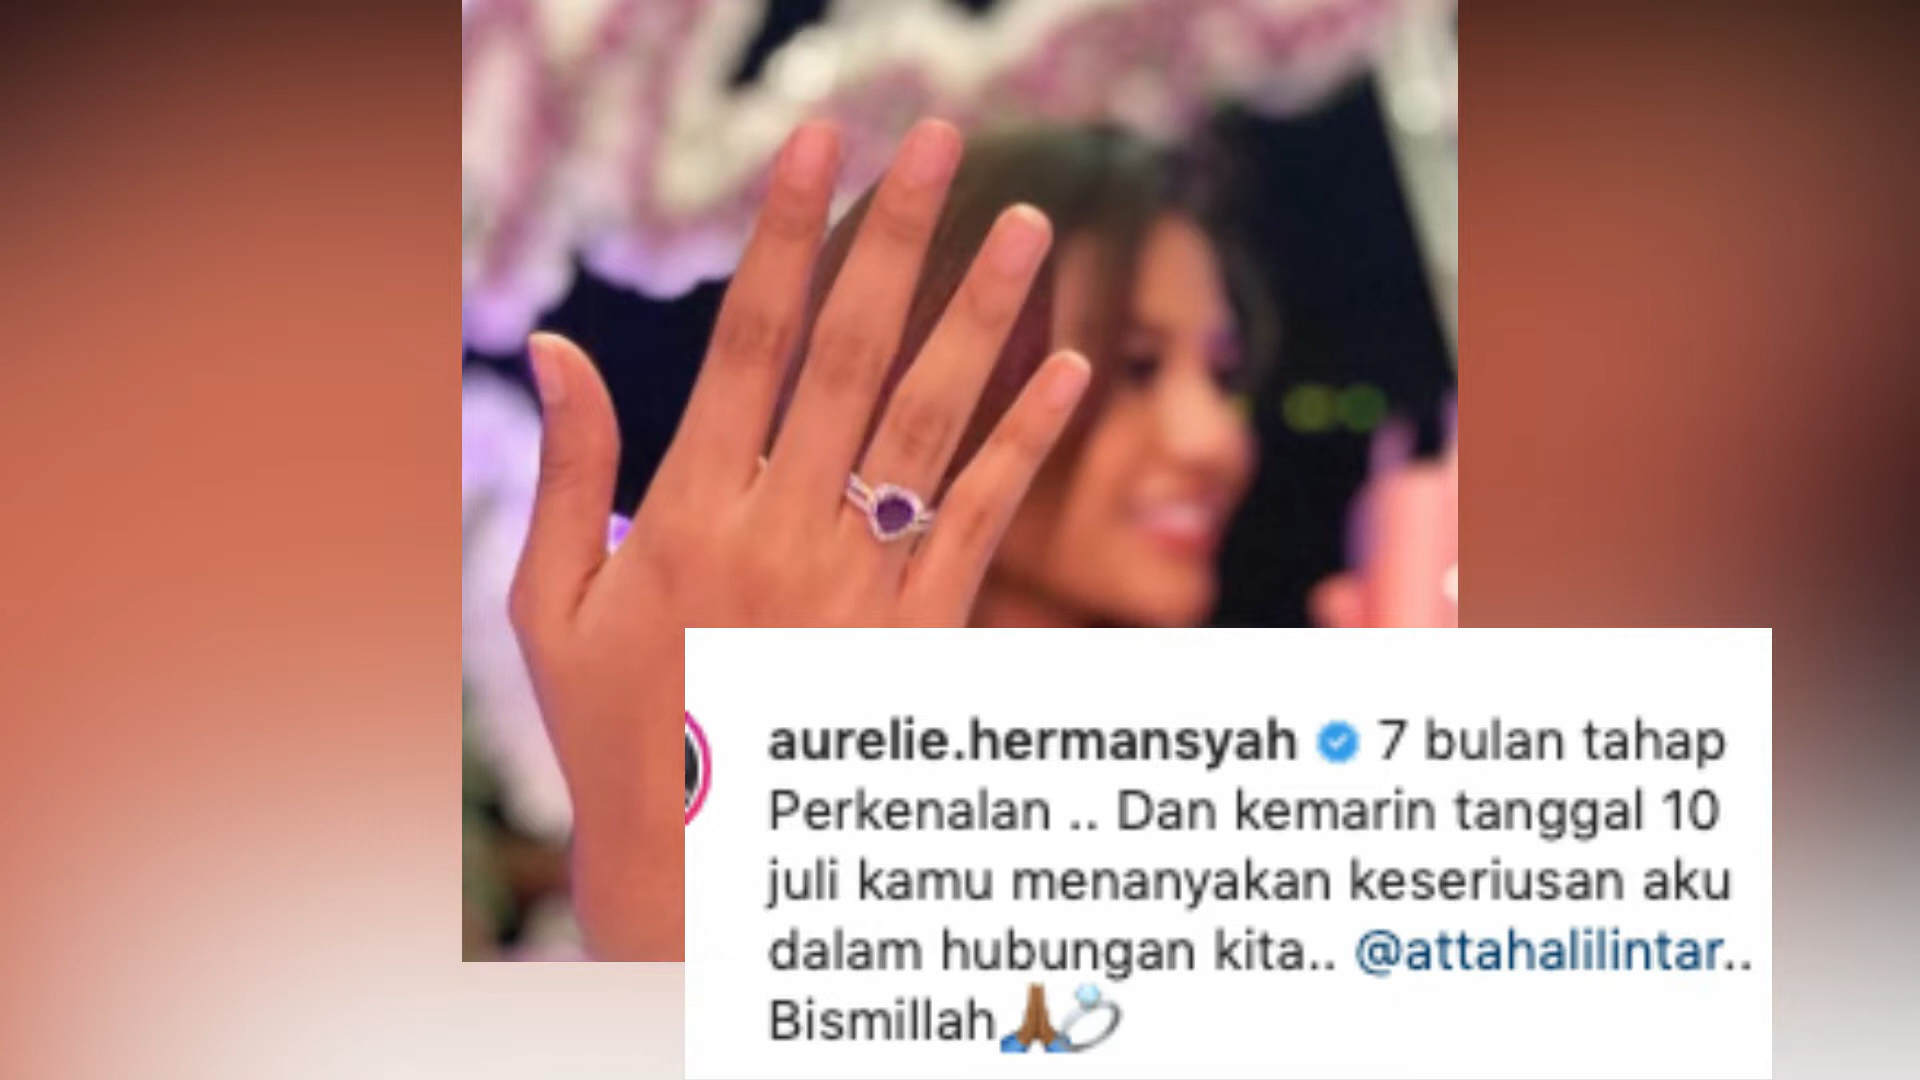 aurelie.hermansyah 7 bulan tahap
Perkenalan .. Dan kemarin tanggal 10
juli kamu menanyakan keseriusan aku
dalam hubungan kita.. @attahalilintar..
Bismillah🙏🏾💍